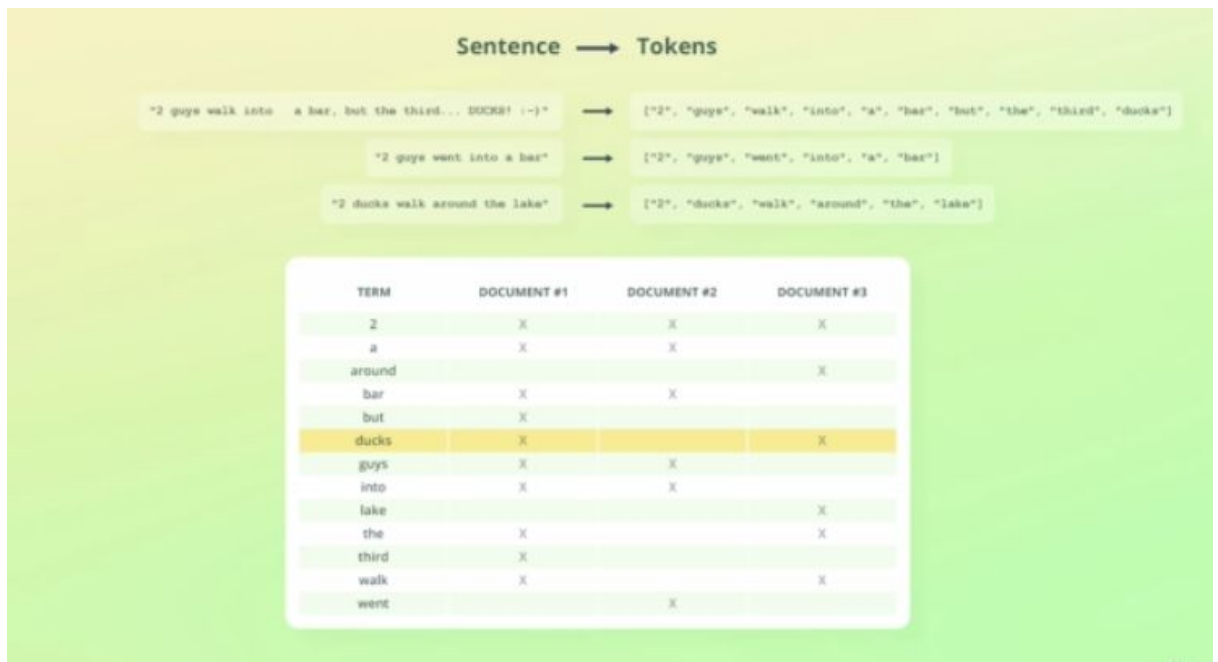 Sentence → Tokens
"2 guys walk into   a bar, but the third... DUCKS! :-)" → ["2", "guys", "walk", "into", "a", "bar", "but", "the", "third", "ducks"]
"2 guys went into a bar" → ["2", "guys", "went", "into", "a", "bar"]
"2 ducks walk around the lake" → ["2", "ducks", "walk", "around", "the", "lake"]
TERM DOCUMENT #1 DOCUMENT #2 DOCUMENT #3
2 X X X
a X X
around X
bar X X
but X
ducks X X
guys X X
into X X
lake X
the X X
third X
walk X X
went X